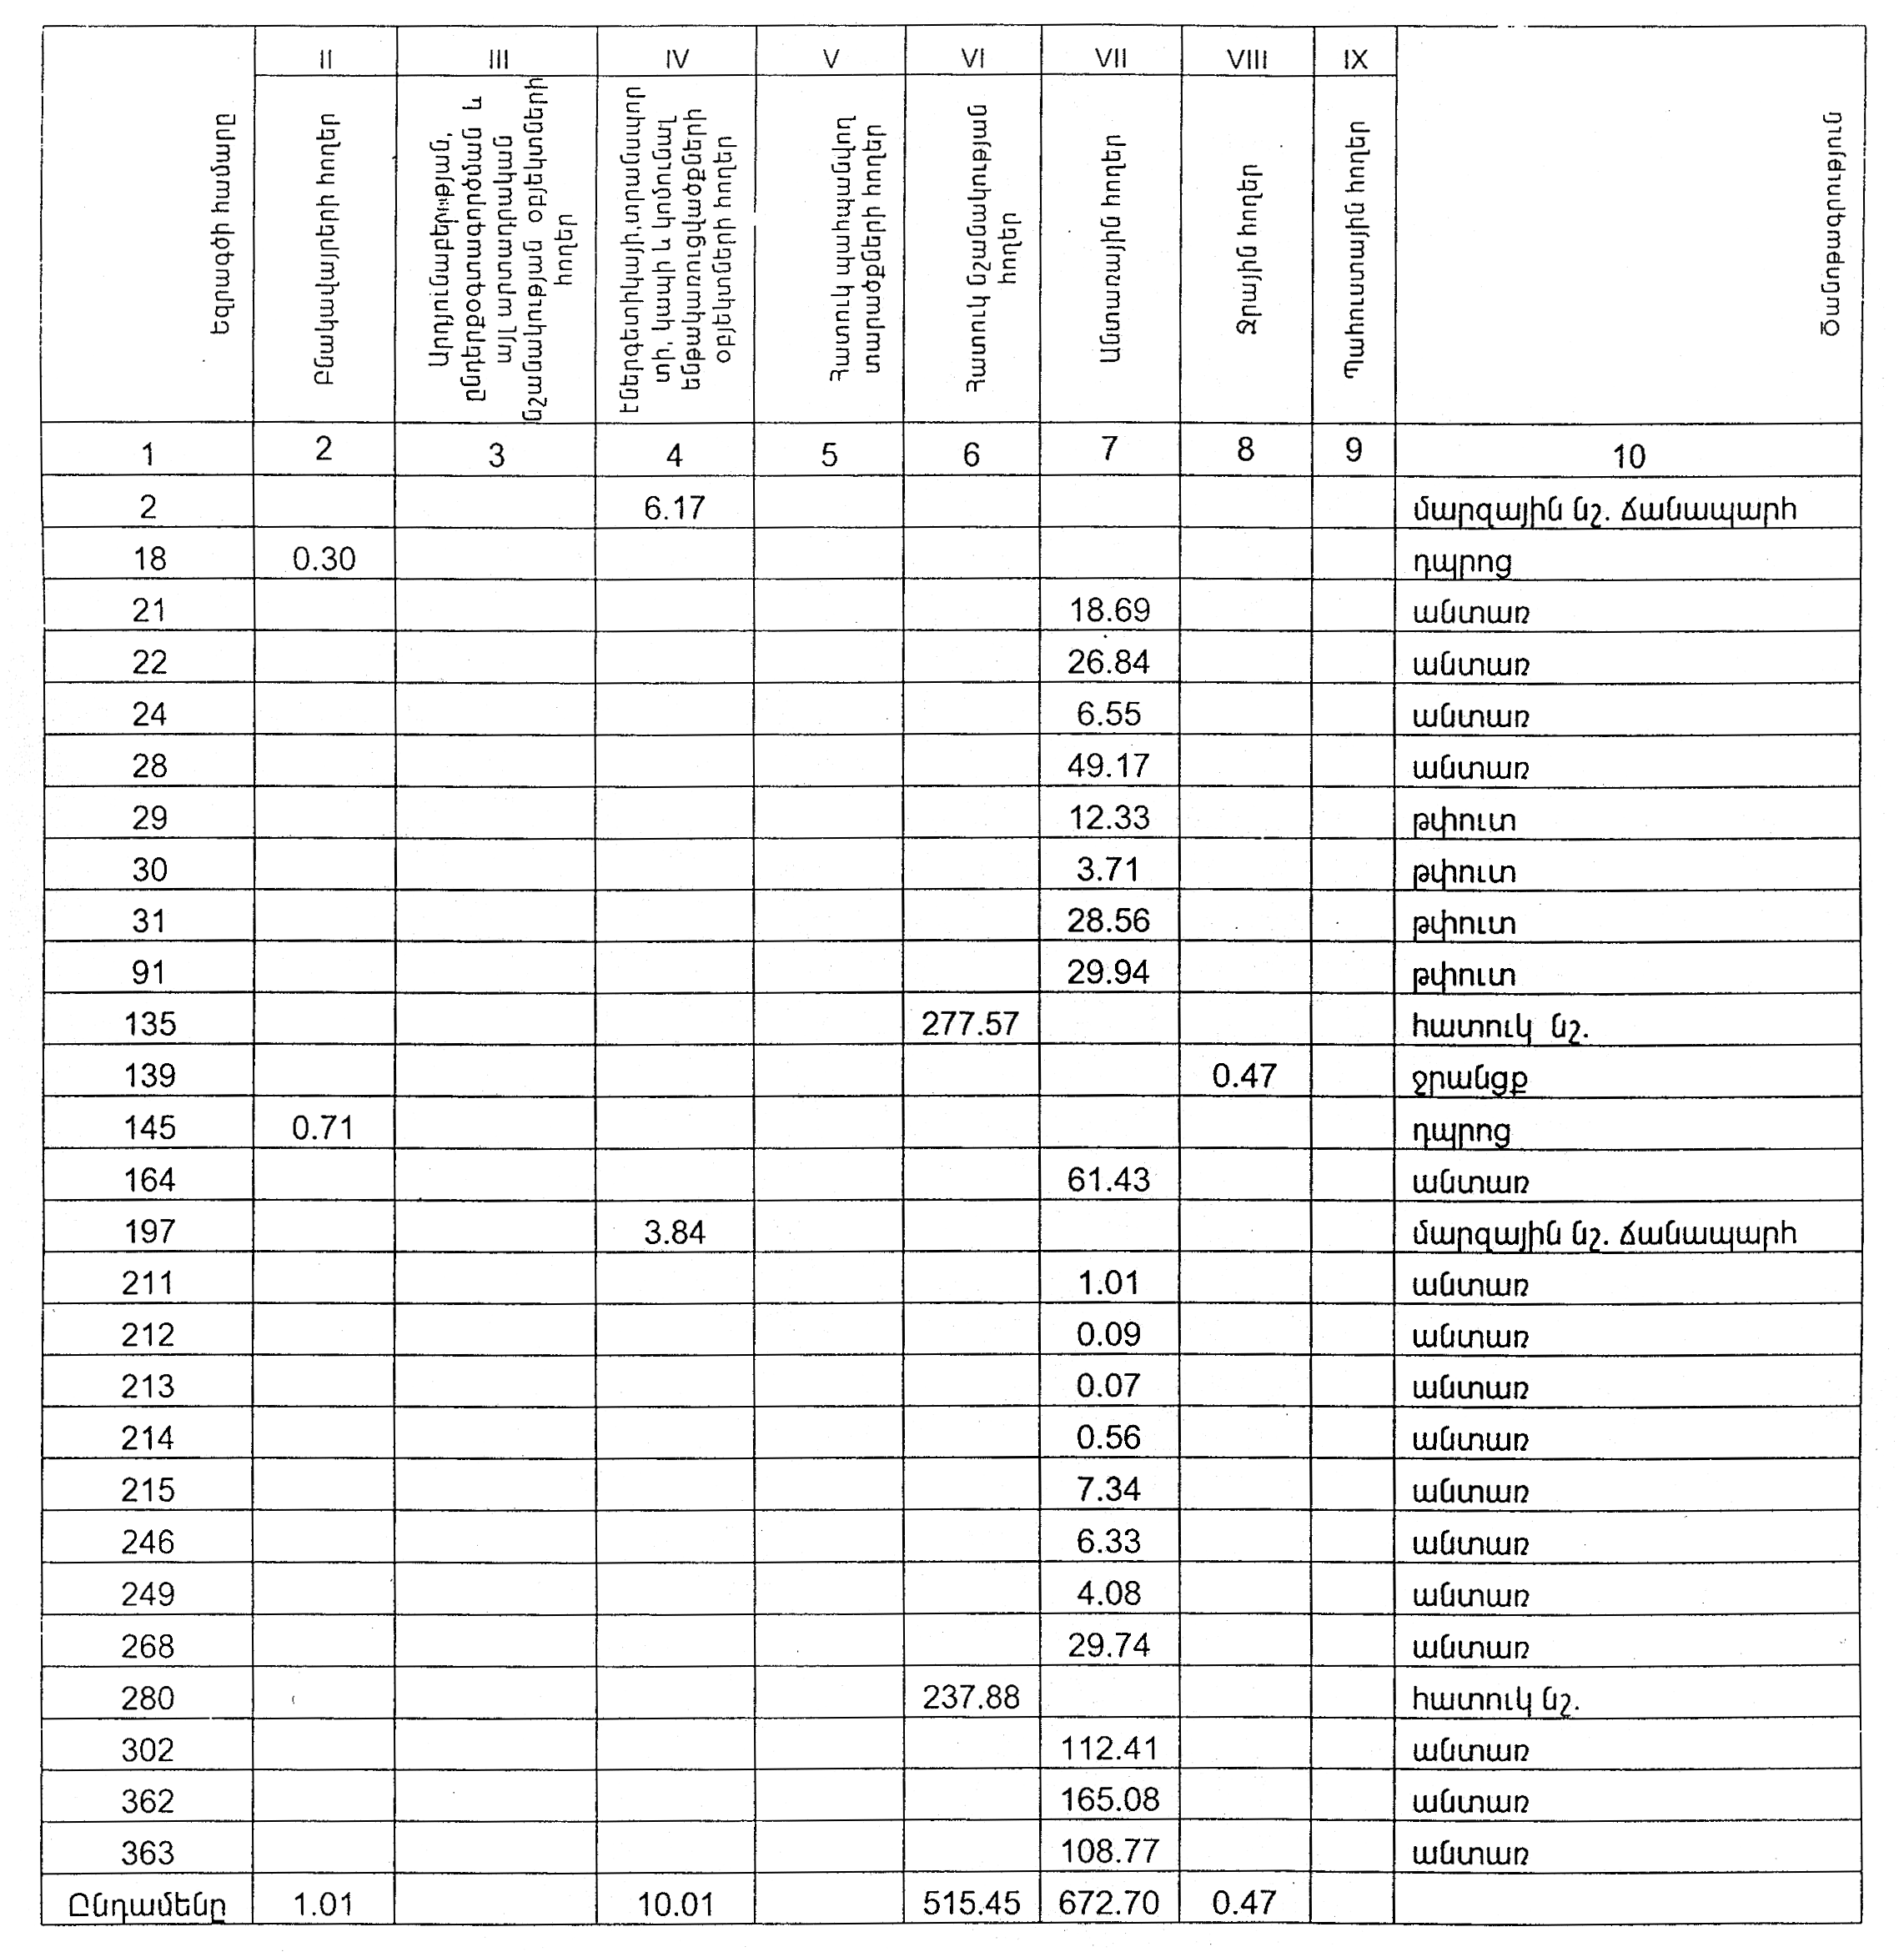 II III IV V VI VII VIII IX
Եզրագծի համարը
Բնակավայրերի հողեր
Արդյունաբերության,
ընդերքօգտագործման և
այլ արտադրական
նշանակության օբյեկտների
հողեր
Էներգետիկայի,տրանսպոր
տի, կապի և կոմունալ
ենթակառուցվածքների
օբյեկտների հողեր
Հատուկ պահպանվող
տարածքների հողեր
Հատուկ նշանակության
հողեր
Անտառային հողեր
Ջրային հողեր
Պահուստային հողեր
Ծանոթագրություն
1 2 3 4 5 6 7 8 9 10
2 6.17 մարզային նշ. ճանապարհ
18 0.30 դպրոց
21 18.69 անտառ
22 26.84 անտառ
24 6.55 անտառ
28 49.17 անտառ
29 12.33 թփուտ
30 3.71 թփուտ
31 28.56 թփուտ
91 29.94 թփուտ
135 277.57 հատուկ նշ.
139 0.47 ջրանցք
145 0.71 դպրոց
164 61.43 անտառ
197 3.84 մարզային նշ. ճանապարհ
211 1.01 անտառ
212 0.09 անտառ
213 0.07 անտառ
214 0.56 անտառ
215 7.34 անտառ
246 6.33 անտառ
249 4.08 անտառ
268 29.74 անտառ
280 237.88 հատուկ նշ.
302 112.41 անտառ
362 165.08 անտառ
363 108.77 անտառ
Ընդամենը 1.01 10.01 515.45 672.70 0.47